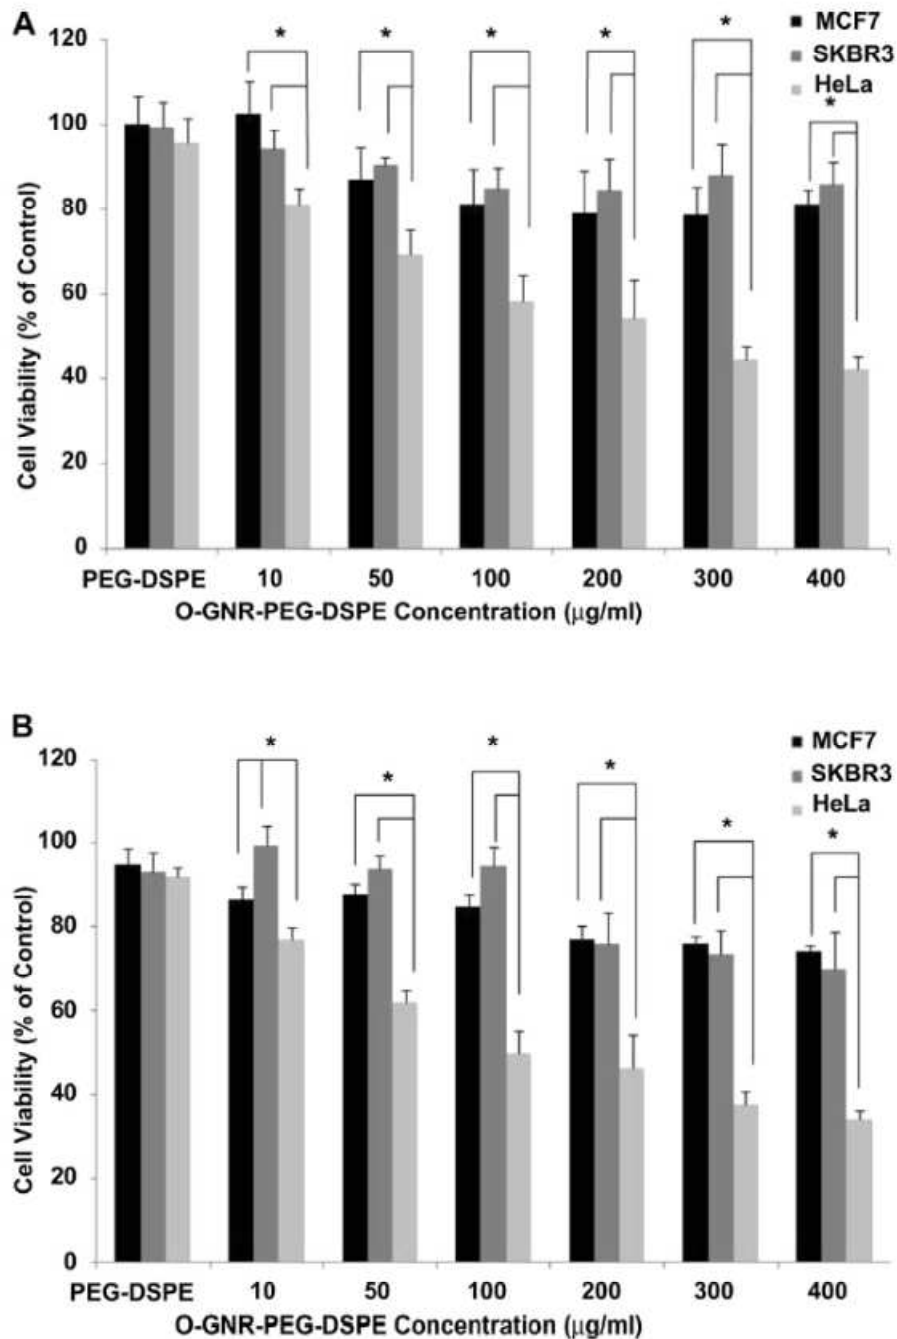 A
MCF7
SKBR3
HeLa
120
100
80
60
40
20
0
Cell Viability (% of Control)
* * * * * *
PEG-DSPE 10 50 100 200 300 400
O-GNR-PEG-DSPE Concentration (μg/ml)
B
MCF7
SKBR3
HeLa
120
100
80
60
40
20
0
Cell Viability (% of Control)
* * * * * *
PEG-DSPE 10 50 100 200 300 400
O-GNR-PEG-DSPE Concentration (μg/ml)